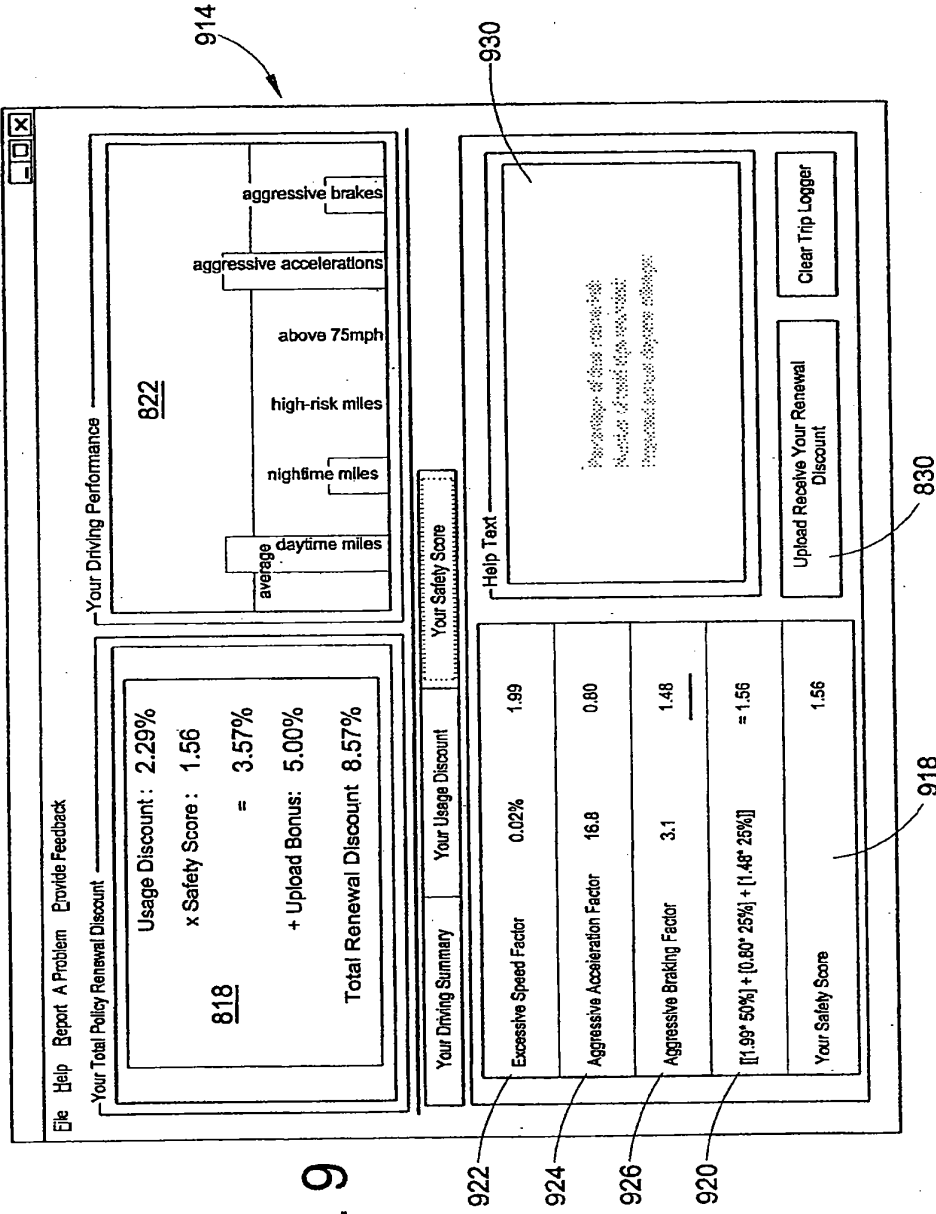 914
File Help Report A Problem Provide Feedback
Your Total Policy Renewal Discount
Usage Discount : 2.29%
x Safety Score : 1.56
818
= 3.57%
+ Upload Bonus: 5.00%
Total Renewal Discount 8.57%
Your Driving Performance
822
average
daytime miles
nightime miles
high-risk miles
above 75mph
aggressive accelerations
aggressive brakes
Your Driving Summary
Your Usage Discount
Your Safety Score
922
Excessive Speed Factor 0.02% 1.99
924
Aggressive Acceleration Factor 16.8 0.80
926
Aggressive Braking Factor 3.1 1.48
920
[[1.99* 50%] + [0.80* 25%] + [1.48* 25%]] = 1.56
Your Safety Score 1.56
918
Help Text
930
Upload Receive Your Renewal
Discount
830
Clear Trip Logger
9